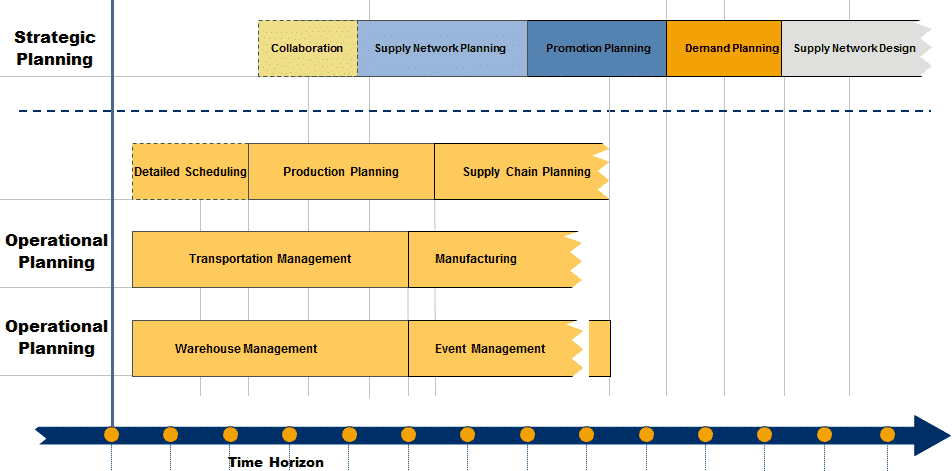 Strategic
Planning
Collaboration
Supply Network Planning
Promotion Planning
Demand Planning
Supply Network Design
Detailed Scheduling
Production Planning
Supply Chain Planning
Operational
Planning
Transportation Management
Manufacturing
Operational
Planning
Warehouse Management
Event Management
Time Horizon